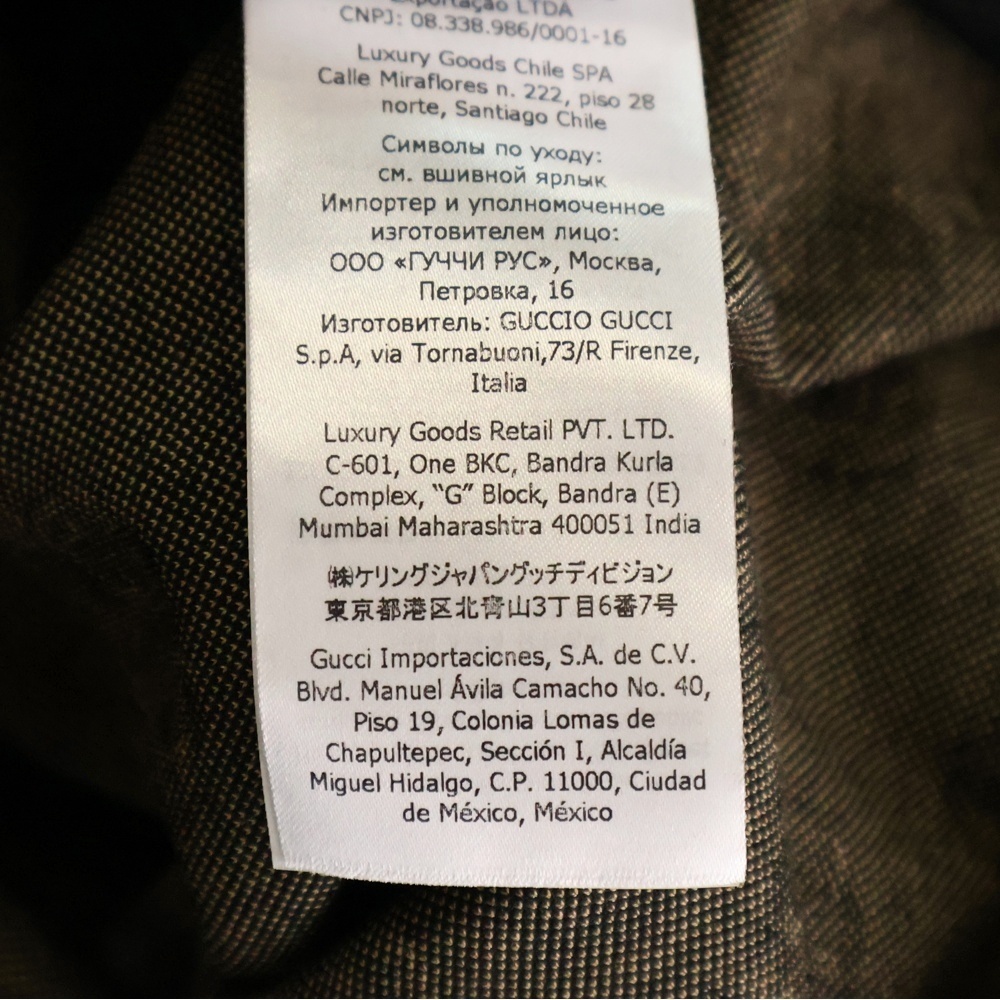 Exportação LTDA
CNPJ: 08.338.986/0001-16
Luxury Goods Chile SPA
Calle Miraflores n. 222, piso 28
norte, Santiago Chile
Символы по уходу:
см. вшивной ярлык
Импортер и уполномоченное
изготовителем лицо:
ООО «ГУЧЧИ РУС», Москва,
Петровка, 16
Изготовитель: GUCCIO GUCCI
S.p.A, via Tornabuoni,73/R Firenze,
Italia
Luxury Goods Retail PVT. LTD.
C-601, One BKC, Bandra Kurla
Complex, "G" Block, Bandra (E)
Mumbai Maharashtra 400051 India
㈱ケリングジャパングッチディビジョン
東京都港区北青山3丁目6番7号
Gucci Importaciones, S.A. de C.V.
Blvd. Manuel Ávila Camacho No. 40,
Piso 19, Colonia Lomas de
Chapultepec, Sección I, Alcaldía
Miguel Hidalgo, C.P. 11000, Ciudad
de México, México